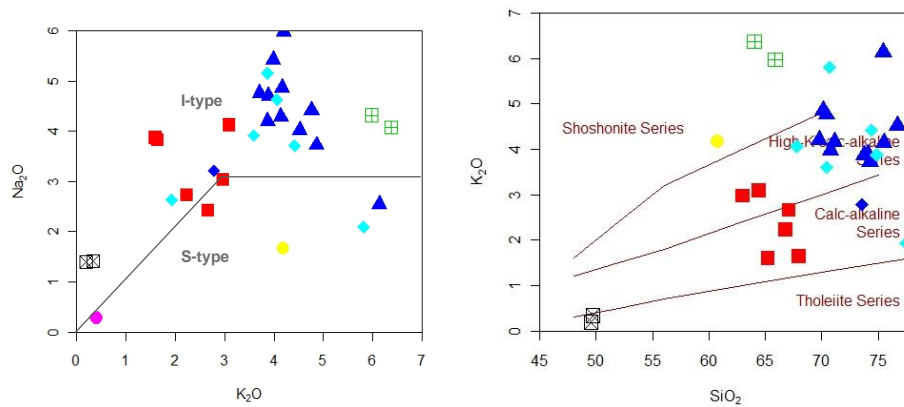 6
5
4
3
2
1
0
Na₂O
I-type
S-type
0 1 2 3 4 5 6 7
K₂O
7
6
5
4
3
2
1
0
K₂O
Shoshonite Series
High-K calc-alkaline
Series
Calc-alkaline
Series
Tholeiite Series
45 50 55 60 65 70 75
SiO₂